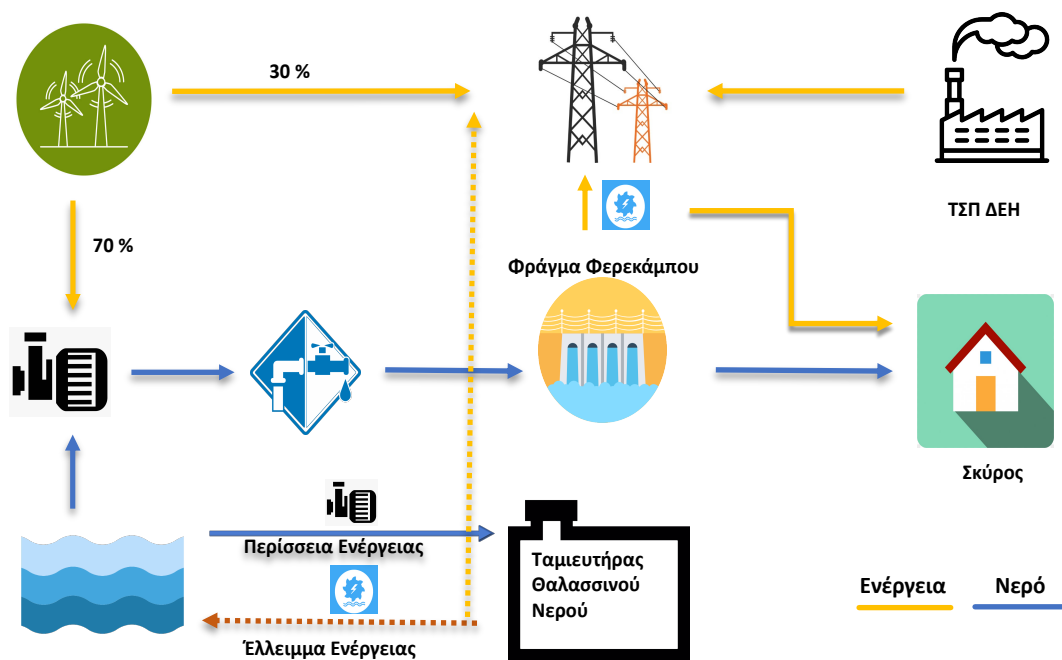 30 %
ΤΣΠ ΔΕΗ
70 %
Φράγμα Φερεκάμπου
Σκύρος
Περίσσεια Ενέργειας
Ταμιευτήρας
Θαλασσινού
Νερού
Ενέργεια
Νερό
Έλλειμμα Ενέργειας